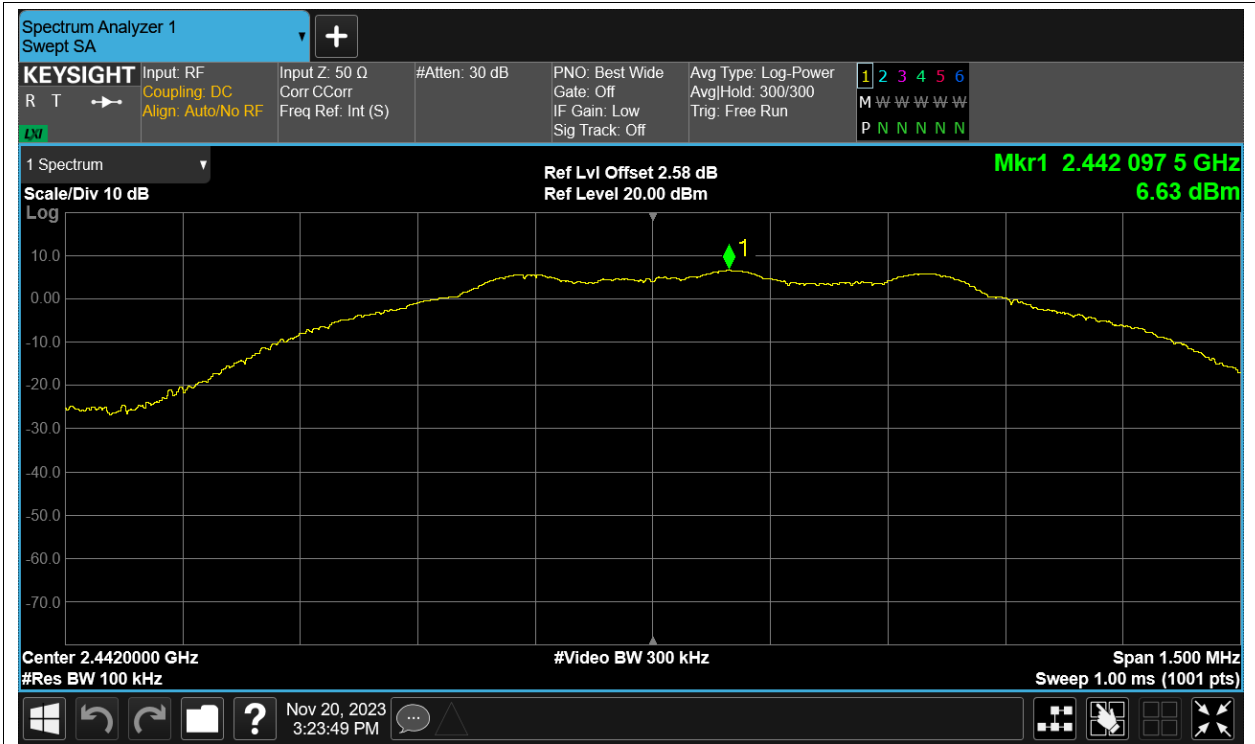 Spectrum Analyzer 1
Swept SA
KEYSIGHT
R T
LXI
Input: RF
Coupling: DC
Align: Auto/No RF
Input Z: 50 Ω
Corr CCorr
Freq Ref: Int (S)
#Atten: 30 dB
PNO: Best Wide
Gate: Off
IF Gain: Low
Sig Track: Off
Avg Type: Log-Power
Avg|Hold: 300/300
Trig: Free Run
1 2 3 4 5 6
M W W W W W
P N N N N N
1 Spectrum
Scale/Div 10 dB
Log
Ref Lvl Offset 2.58 dB
Ref Level 20.00 dBm
Mkr1 2.442 097 5 GHz
6.63 dBm
1
10.0
0.00
-10.0
-20.0
-30.0
-40.0
-50.0
-60.0
-70.0
Center 2.4420000 GHz
#Video BW 300 kHz
Span 1.500 MHz
#Res BW 100 kHz
Sweep 1.00 ms (1001 pts)
?
Nov 20, 2023
3:23:49 PM